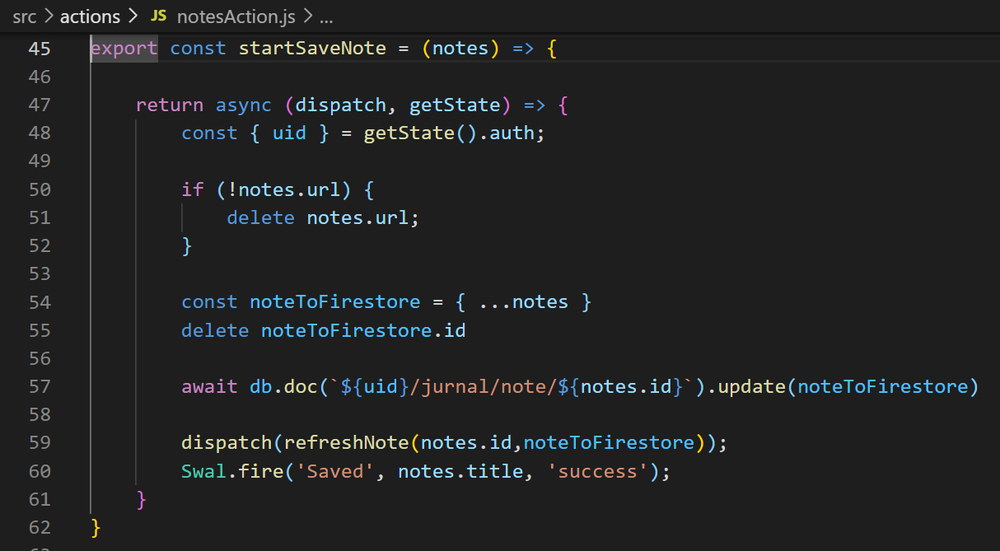 src > actions > JS notesAction.js > ...
45 export const startSaveNote = (notes) => {
46
47 return async (dispatch, getState) => {
48 const { uid } = getState().auth;
49
50 if (!notes.url) {
51 delete notes.url;
52 }
53
54 const noteToFirestore = { ...notes }
55 delete noteToFirestore.id
56
57 await db.doc(`${uid}/jurnal/note/${notes.id}`).update(noteToFirestore)
58
59 dispatch(refreshNote(notes.id,noteToFirestore));
60 Swal.fire('Saved', notes.title, 'success');
61 }
62 }